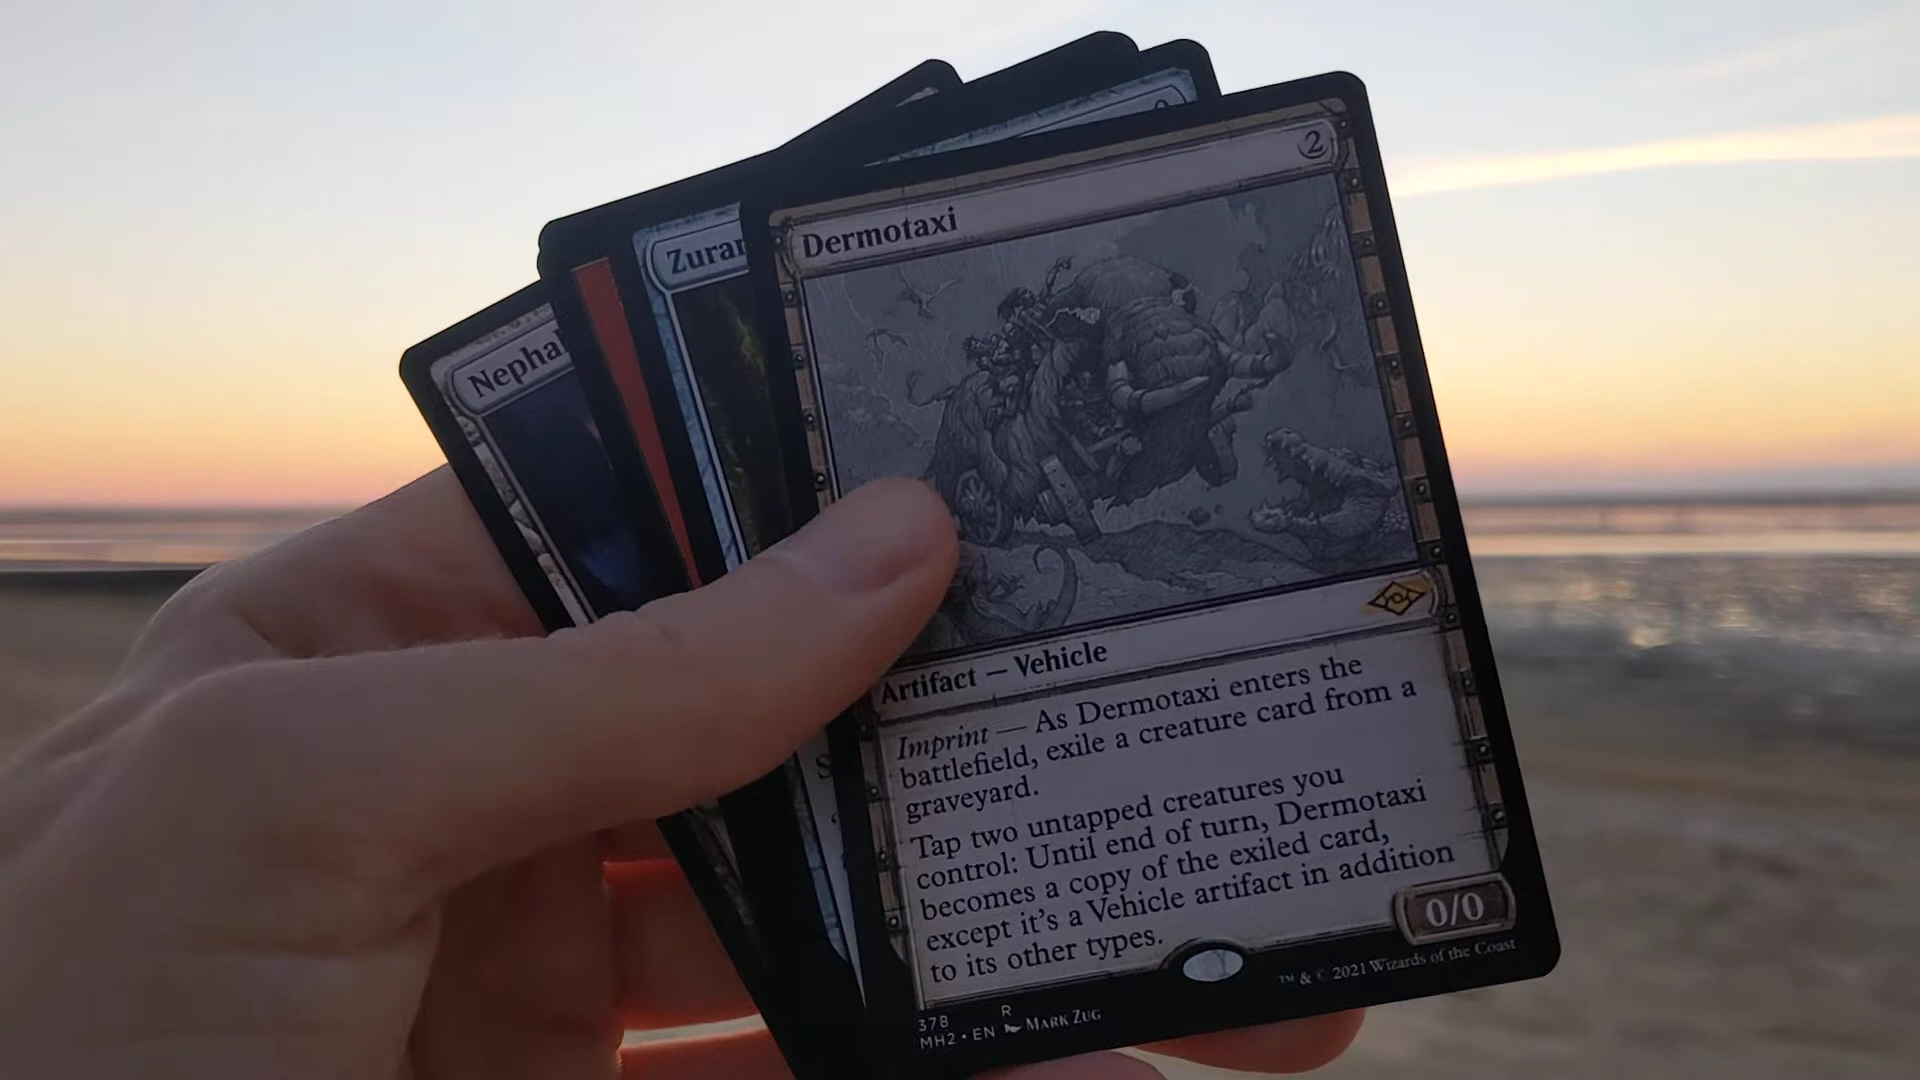 Nepha
Zuran
0
Dermotaxi
2
Artifact — Vehicle
Imprint — As Dermotaxi enters the
battlefield, exile a creature card from a
graveyard.
Tap two untapped creatures you
control: Until end of turn, Dermotaxi
becomes a copy of the exiled card,
except it's a Vehicle artifact in addition
to its other types.
0/0
378 R
MH2 • EN MARK ZUG
™ & © 2021 Wizards of the Coast